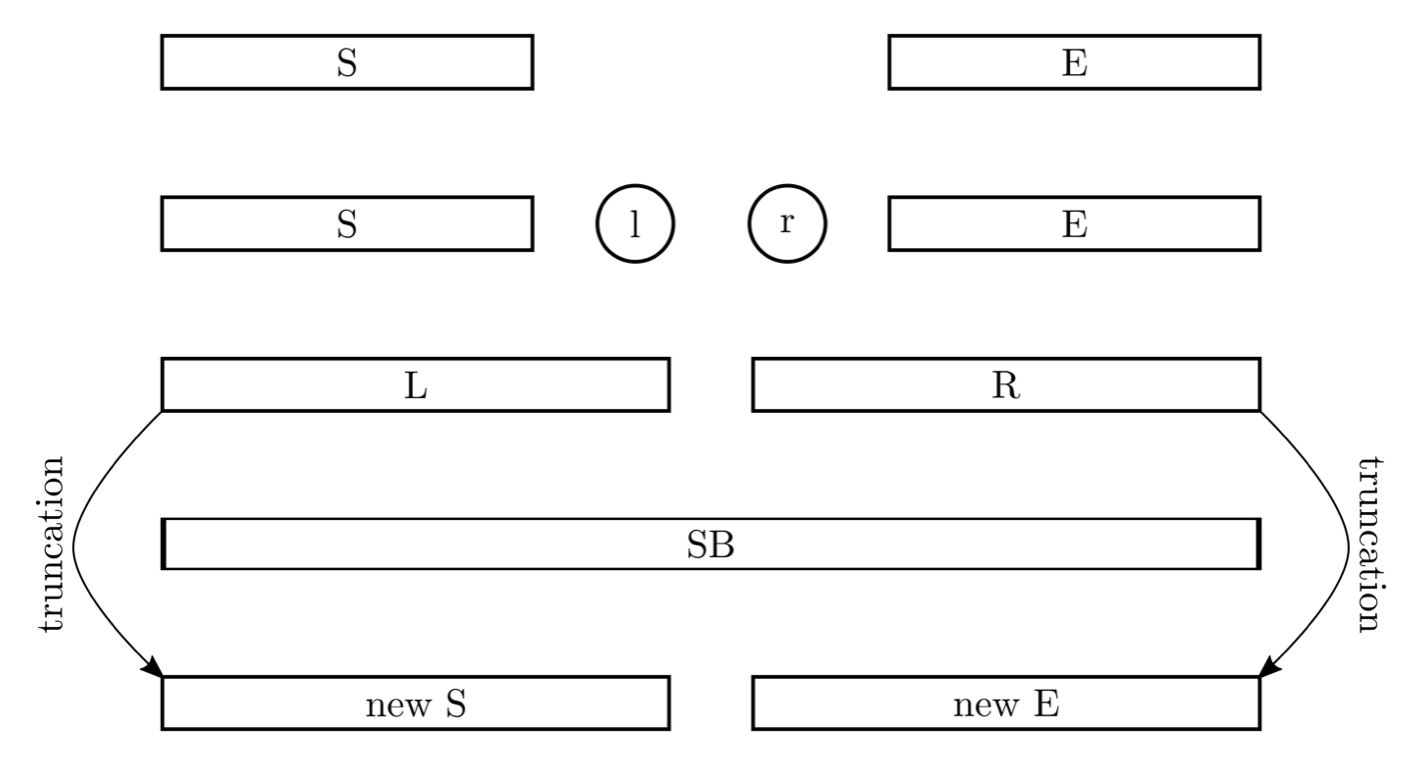 S E
S l r E
L R
truncation
SB
truncation
new S new E